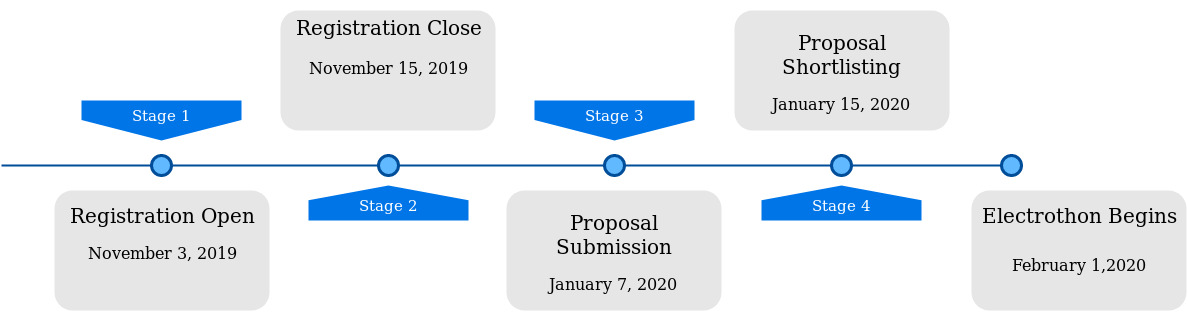 Stage 1
Registration Open
November 3, 2019
Registration Close
November 15, 2019
Stage 2
Stage 3
Proposal
Submission
January 7, 2020
Proposal
Shortlisting
January 15, 2020
Stage 4
Electrothon Begins
February 1,2020